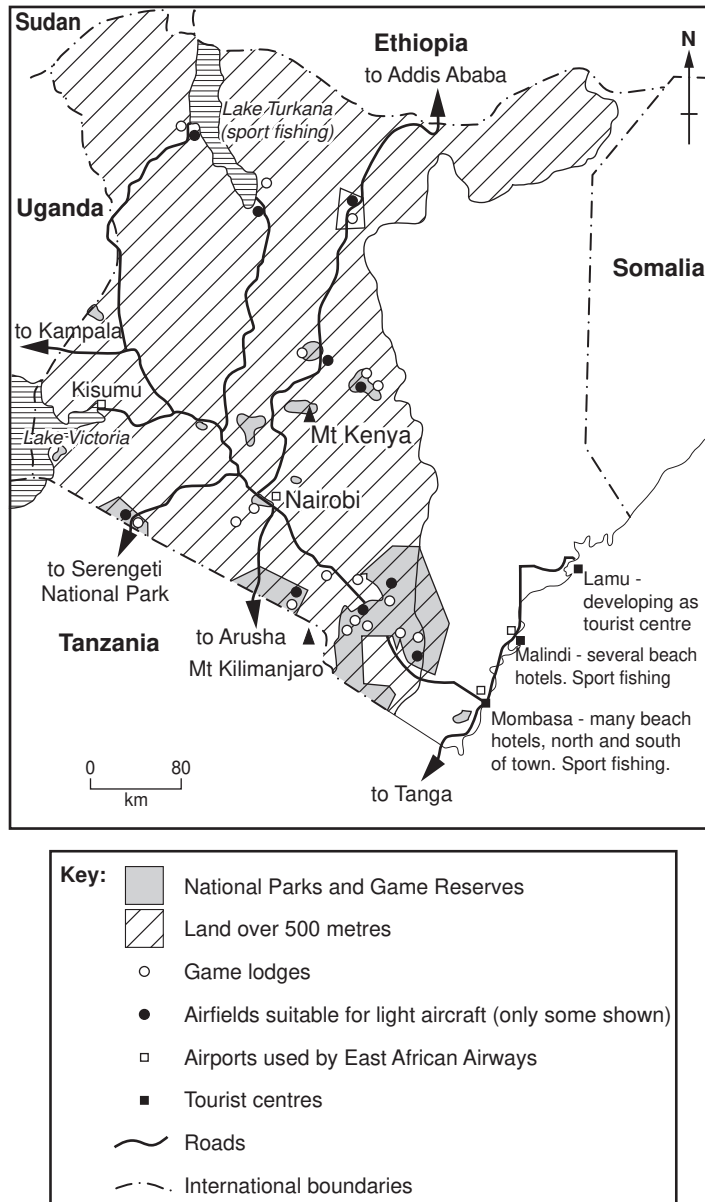 Sudan
Ethiopia
to Addis Ababa
N
Lake Turkana
(sport fishing)
Uganda
Somalia
to Kampala
Kisumu
Lake Victoria
Mt Kenya
Nairobi
to Serengeti
National Park
Lamu -
developing as
tourist centre
Tanzania
to Arusha
Mt Kilimanjaro
Malindi - several beach
hotels. Sport fishing
Mombasa - many beach
hotels, north and south
of town. Sport fishing.
0 80
km
to Tanga
Key:
National Parks and Game Reserves
Land over 500 metres
Game lodges
Airfields suitable for light aircraft (only some shown)
Airports used by East African Airways
Tourist centres
Roads
International boundaries